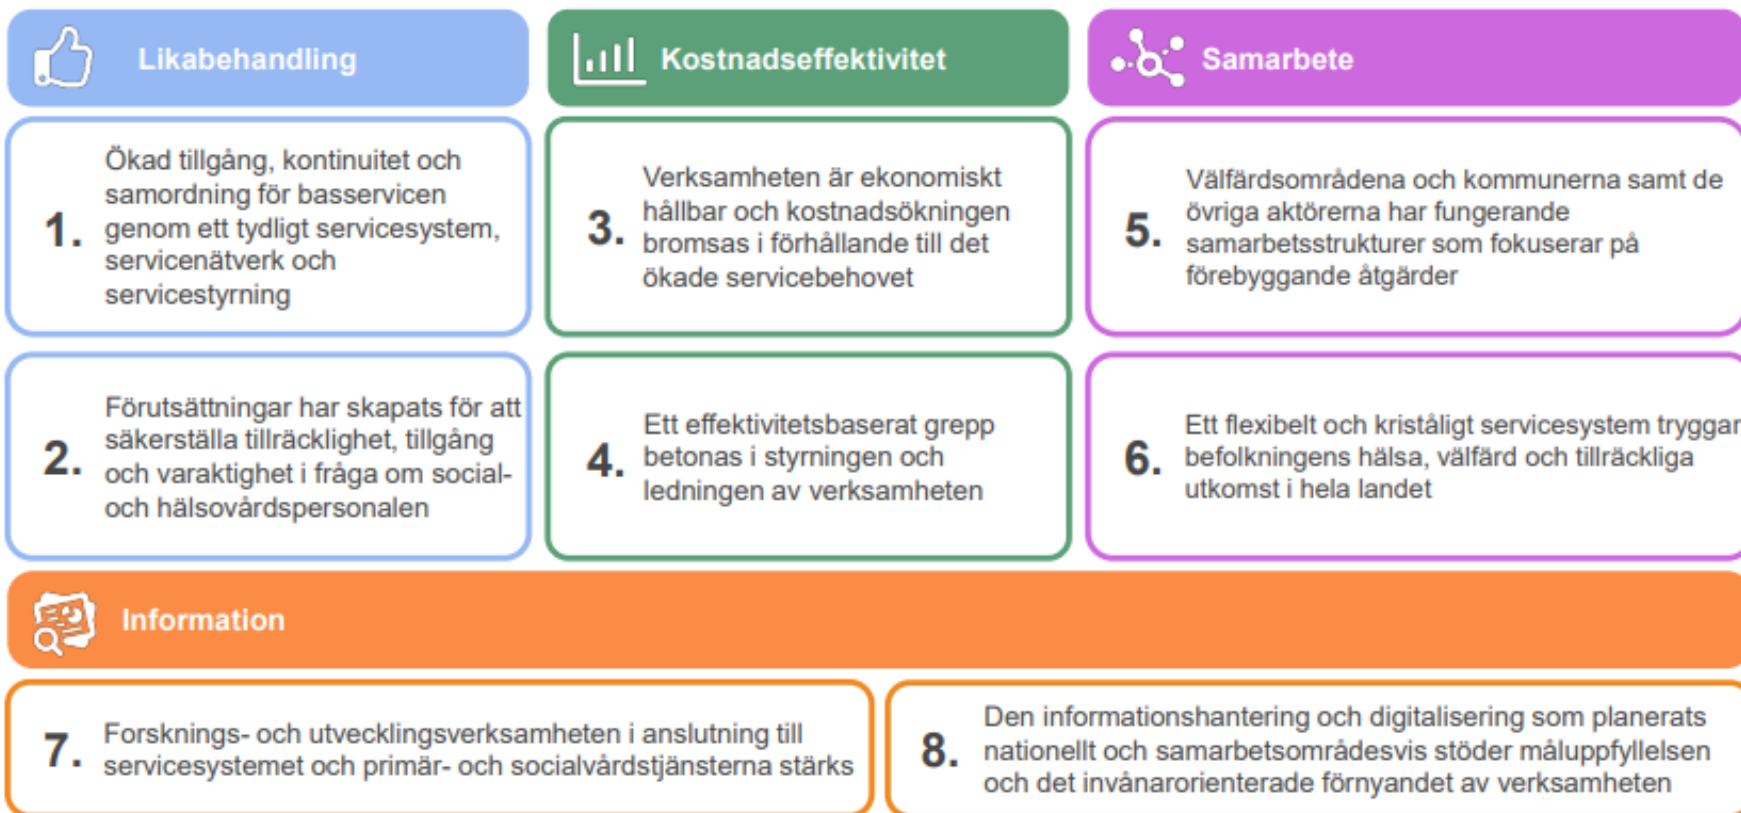 Likabehandling
Kostnadseffektivitet
Samarbete
1.
Ökad tillgång, kontinuitet och
samordning för basservicen
genom ett tydligt servicesystem,
servicenätverk och
servicestyrning
3.
Verksamheten är ekonomiskt
hållbar och kostnadsökningen
bromsas i förhållande till det
ökade servicebehovet
5.
Välfärdsområdena och kommunerna samt de
övriga aktörerna har fungerande
samarbetsstrukturer som fokuserar på
förebyggande åtgärder
2.
Förutsättningar har skapats för att
säkerställa tillräcklighet, tillgång
och varaktighet i fråga om social-
och hälsovårdspersonalen
4.
Ett effektivitetsbaserat grepp
betonas i styrningen och
ledningen av verksamheten
6.
Ett flexibelt och kriståligt servicesystem tryggar
befolkningens hälsa, välfärd och tillräckliga
utkomst i hela landet
Information
7.
Forsknings- och utvecklingsverksamheten i anslutning till
servicesystemet och primär- och socialvårdstjänsterna stärks
8.
Den informationshantering och digitalisering som planerats
nationellt och samarbetsområdesvis stöder måluppfyllelsen
och det invånarorienterade förnyandet av verksamheten